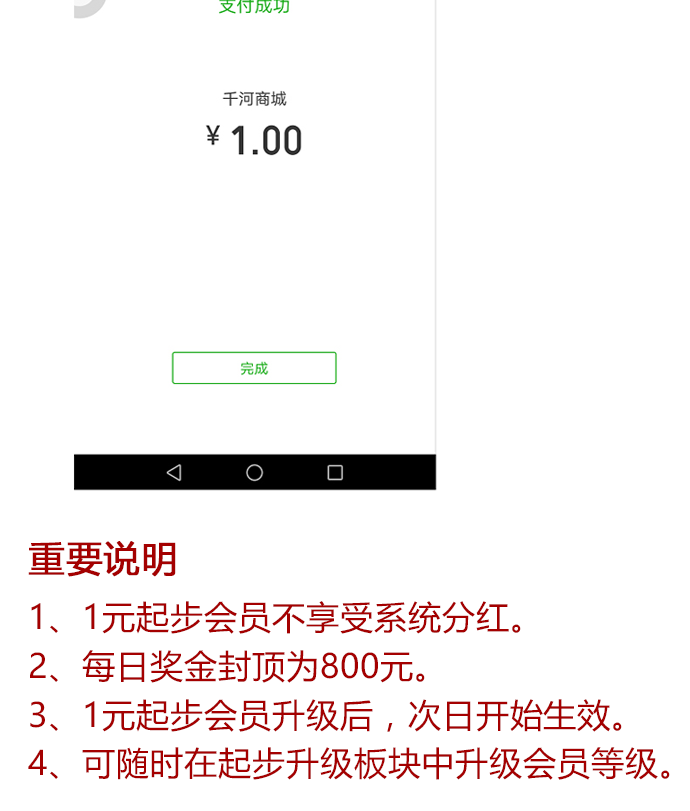 支付成功
千河商城
¥ 1.00
完成
重要说明
1、1元起步会员不享受系统分红。
2、每日奖金封顶为800元。
3、1元起步会员升级后，次日开始生效。
4、可随时在起步升级板块中升级会员等级。